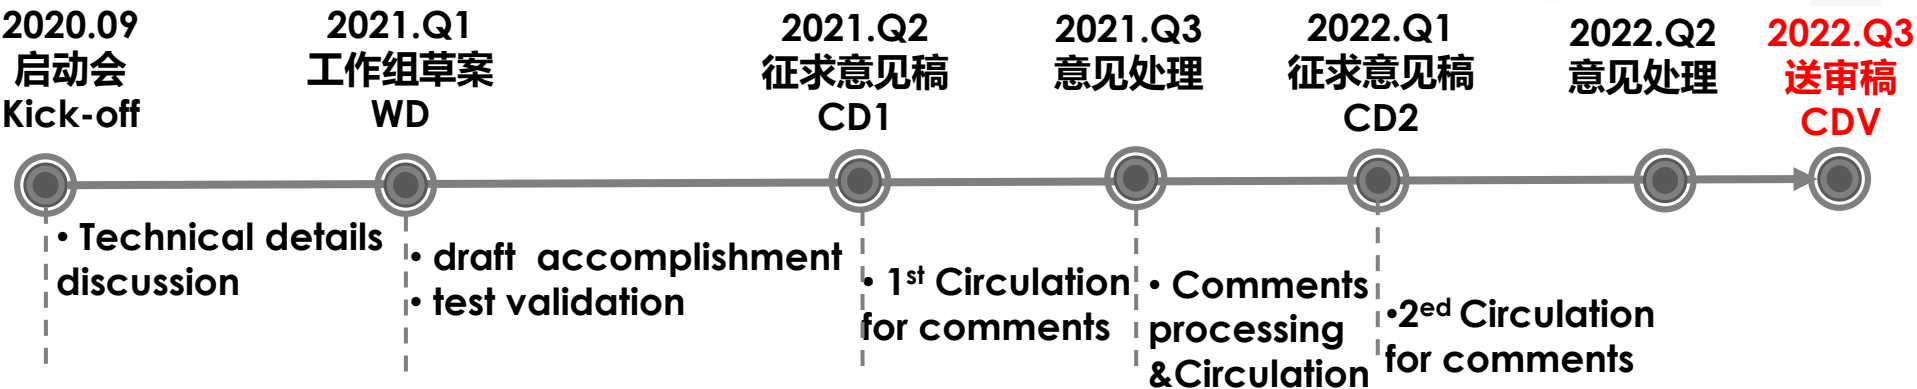 2020.09
启动会
Kick-off
2021.Q1
工作组草案
WD
2021.Q2
征求意见稿
CD1
2021.Q3
意见处理
2022.Q1
征求意见稿
CD2
2022.Q2
意见处理
2022.Q3
送审稿
CDV
• Technical details
discussion
• draft accomplishment
• test validation
• 1st Circulation
for comments
• Comments
processing
&Circulation
•2ed Circulation
for comments